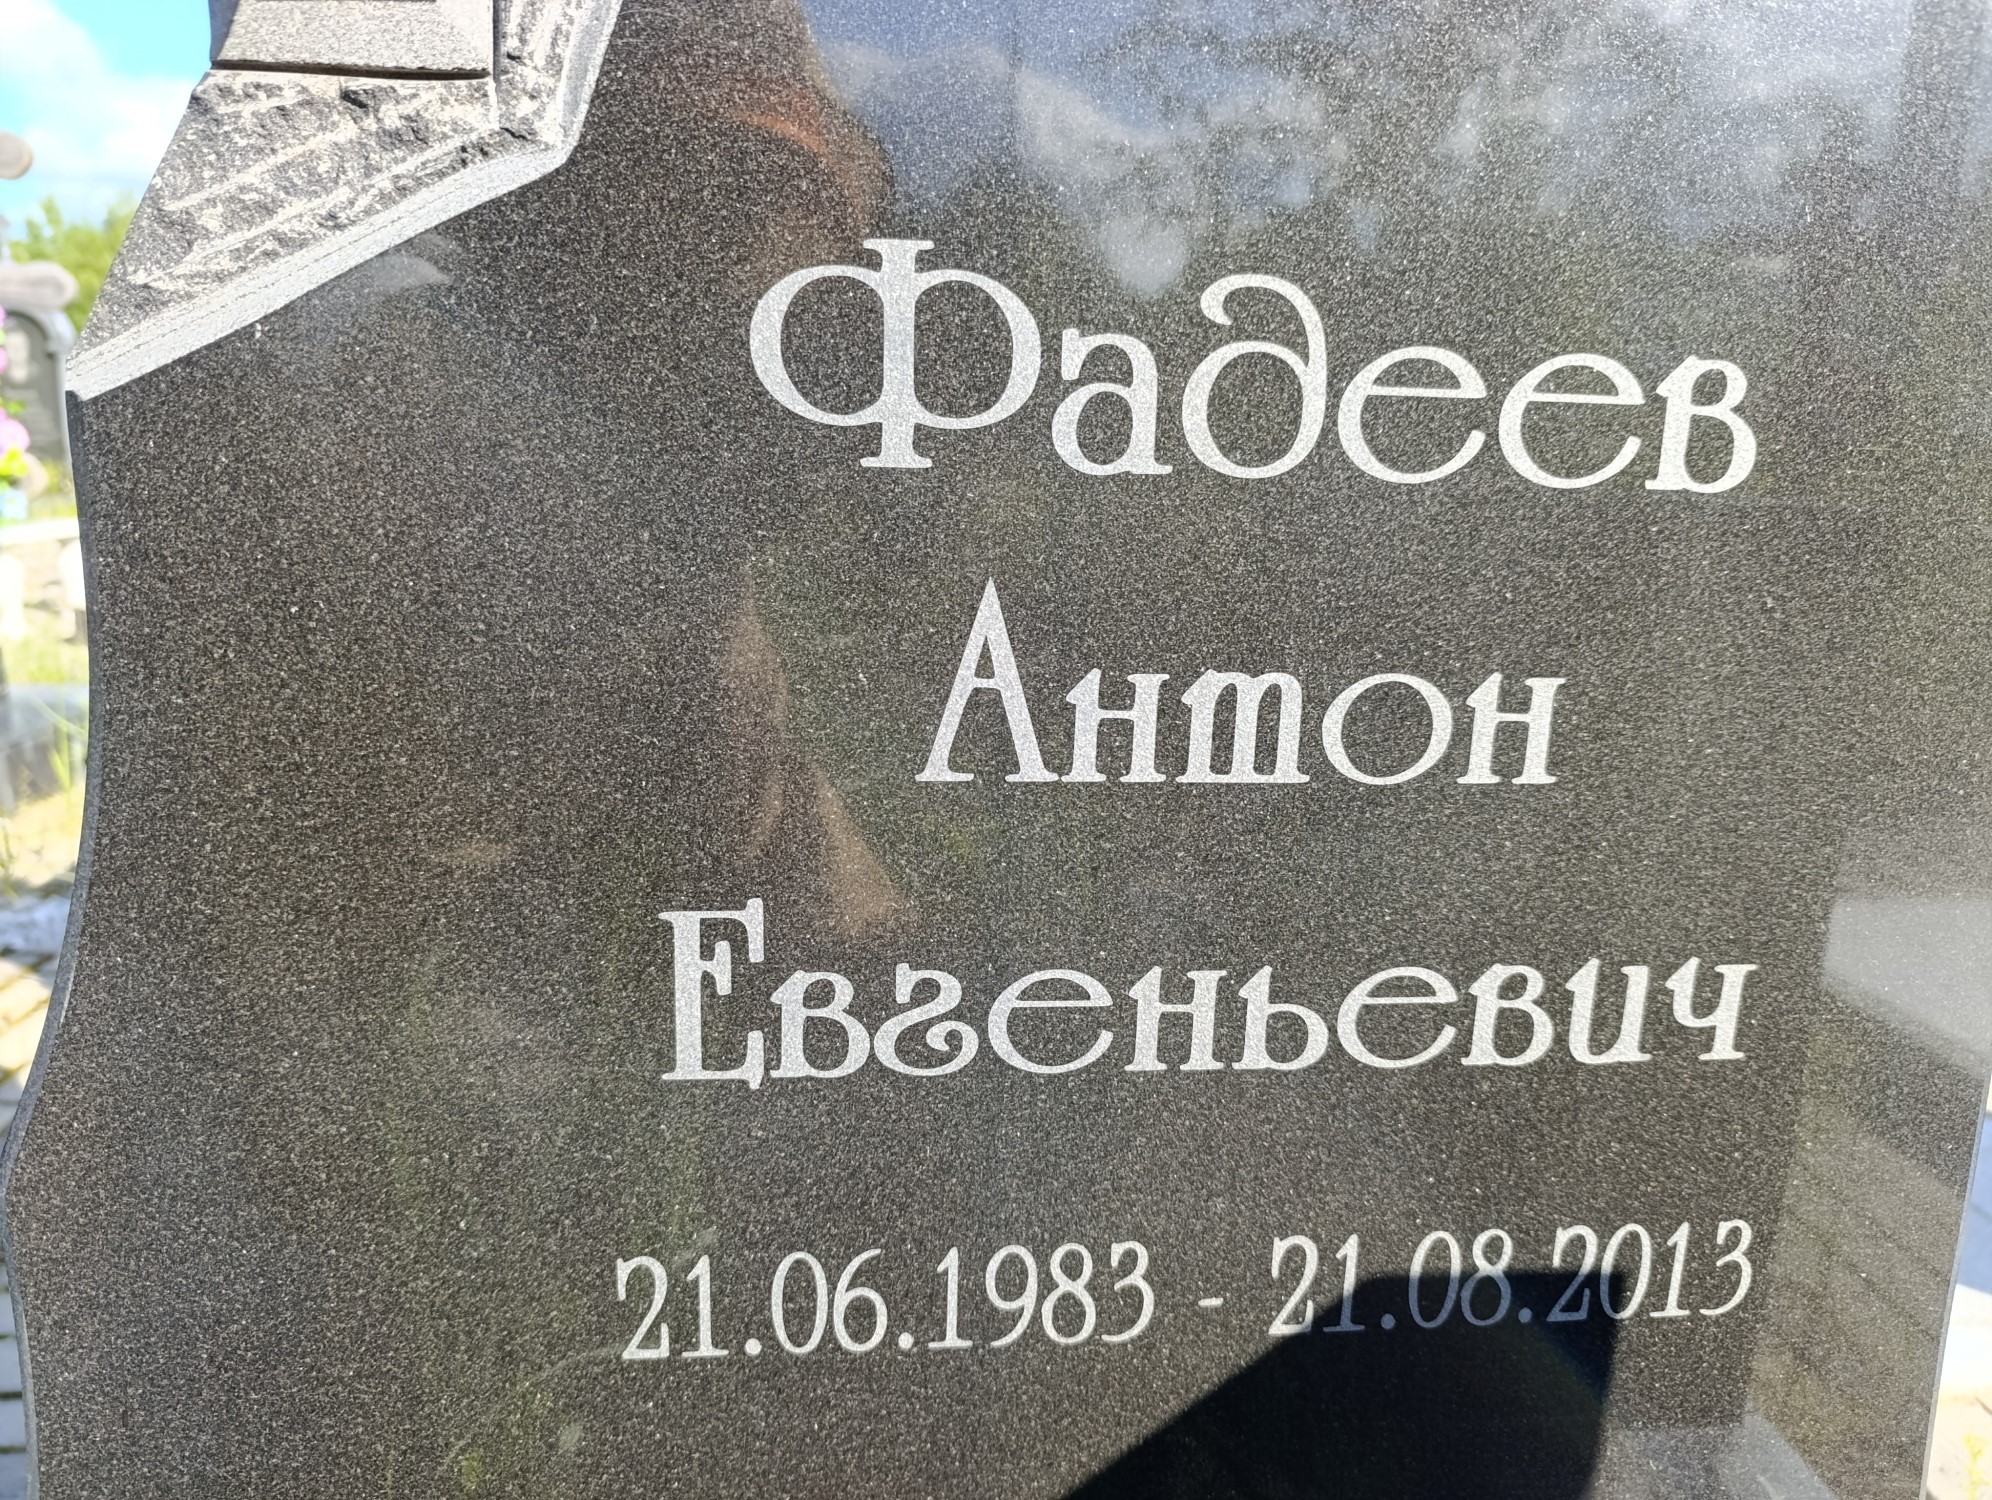 Фадеев
Антон
Евгеньевич
21.06.1983 - 21.08.2013